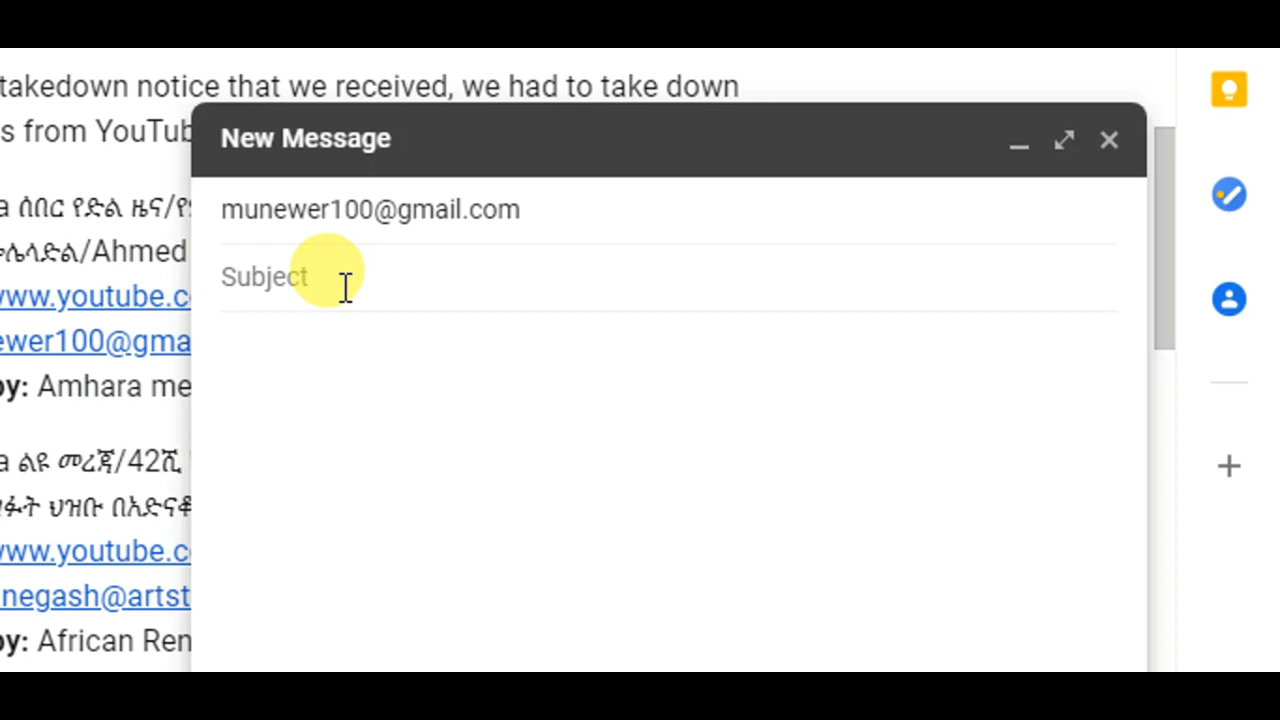 takedown notice that we received, we had to take down
s from YouTub
New Message
a ሰበር የድል ዜና/የ
munewer100@gmail.com
/Ahmed
Subject
www.youtube.c
ewer100@gma
by: Amhara me
a ልዩ መረጃ/42ሺ
ህዝቡ በአድናቆ
www.youtube.c
negash@artst
by: African Ren